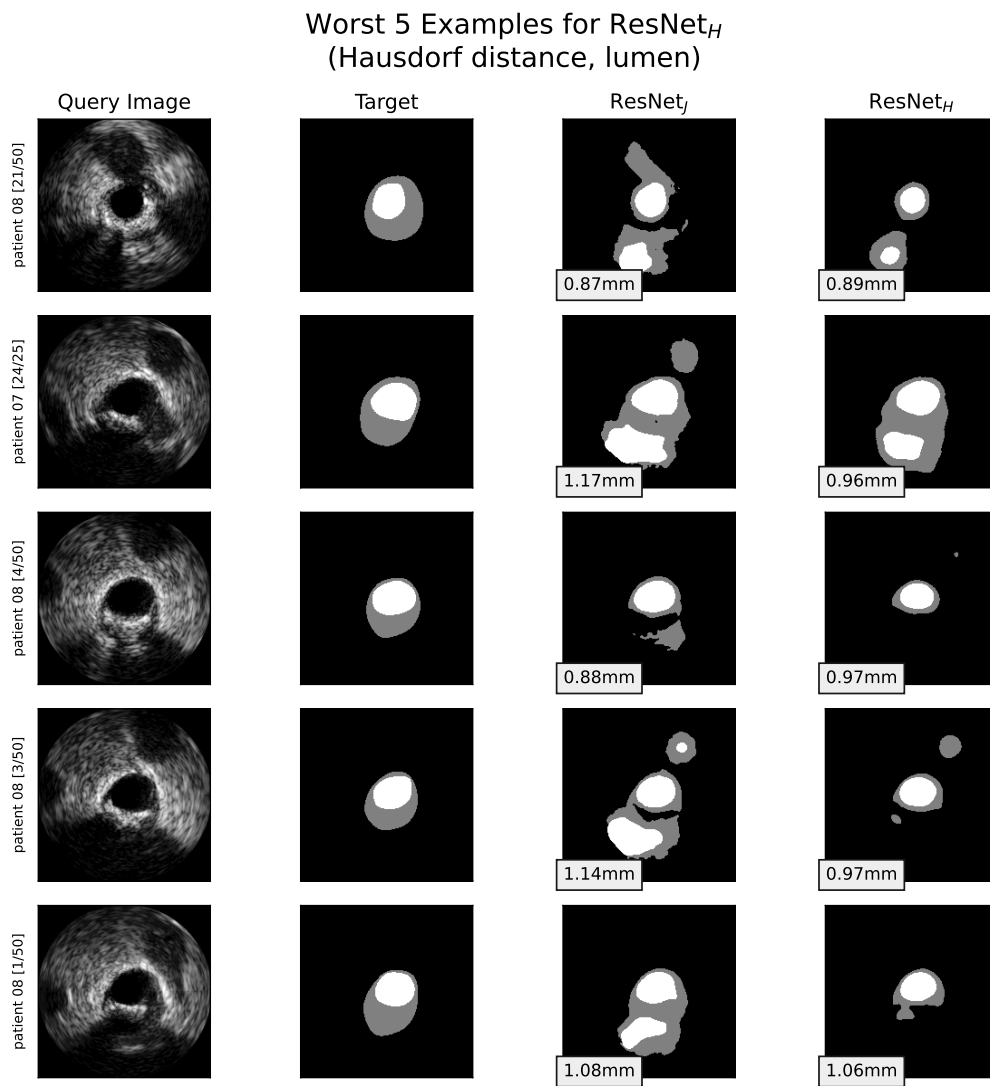 Worst 5 Examples for ResNet_H
(Hausdorf distance, lumen)
Query Image Target ResNet_J ResNet_H
patient 08 [21/50]
0.87mm 0.89mm
patient 07 [24/25]
1.17mm 0.96mm
patient 08 [4/50]
0.88mm 0.97mm
patient 08 [3/50]
1.14mm 0.97mm
patient 08 [1/50]
1.08mm 1.06mm